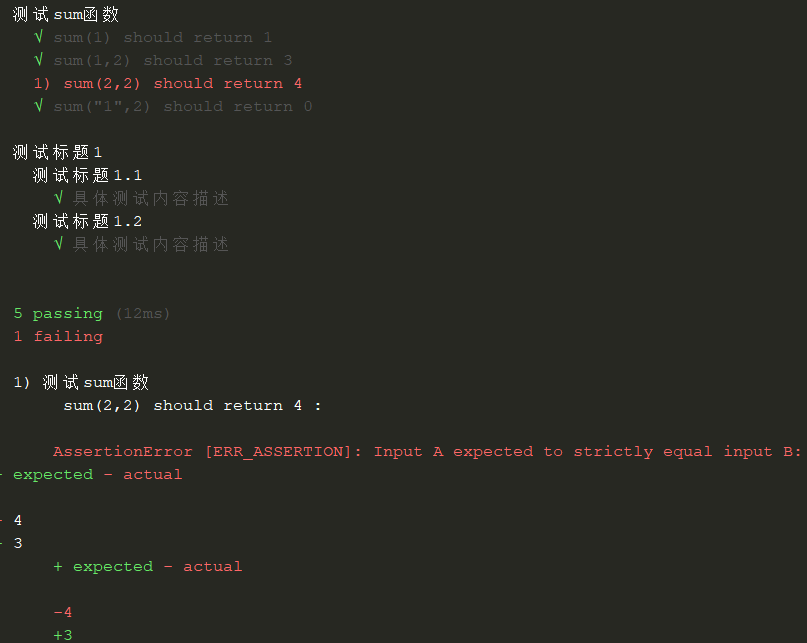 测试sum函数
√ sum(1) should return 1
√ sum(1,2) should return 3
1) sum(2,2) should return 4
√ sum("1",2) should return 0
测试标题1
测试标题1.1
√ 具体测试内容描述
测试标题1.2
√ 具体测试内容描述
5 passing (12ms)
1 failing
1) 测试sum函数
sum(2,2) should return 4 :
AssertionError [ERR_ASSERTION]: Input A expected to strictly equal input B:
+ expected - actual
- 4
+ 3
+ expected - actual
-4
+3